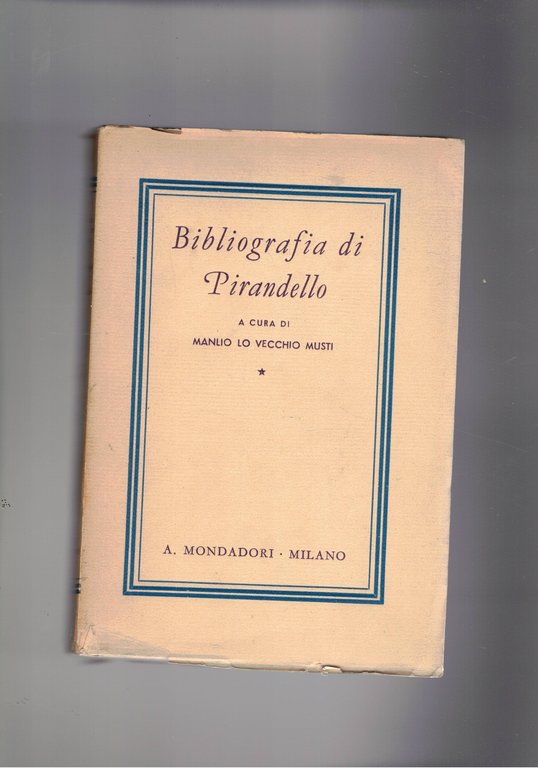 Bibliografia di
Pirandello
A CURA DI
MANLIO LO VECCHIO MUSTI
★
A. MONDADORI · MILANO